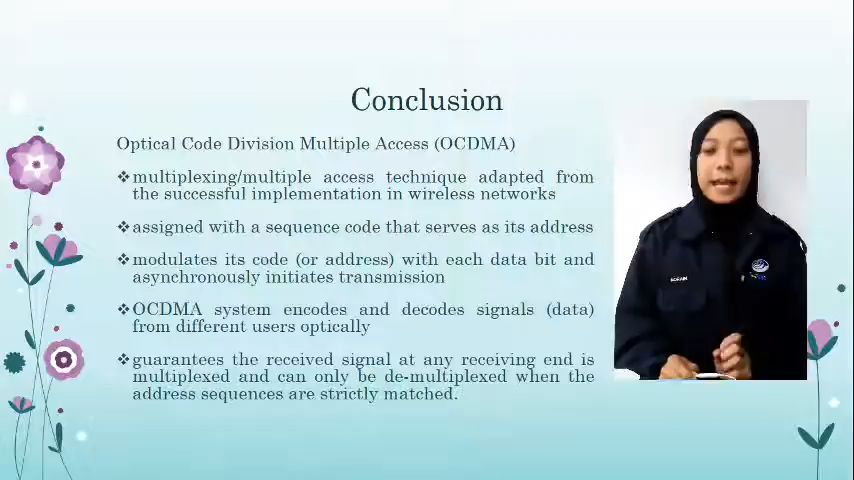 Conclusion
Optical Code Division Multiple Access (OCDMA)
❖multiplexing/multiple access technique adapted from
the successful implementation in wireless networks
❖assigned with a sequence code that serves as its address
❖modulates its code (or address) with each data bit and
asynchronously initiates transmission
❖OCDMA system encodes and decodes signals (data)
from different users optically
❖guarantees the received signal at any receiving end is
multiplexed and can only be de-multiplexed when the
address sequences are strictly matched.